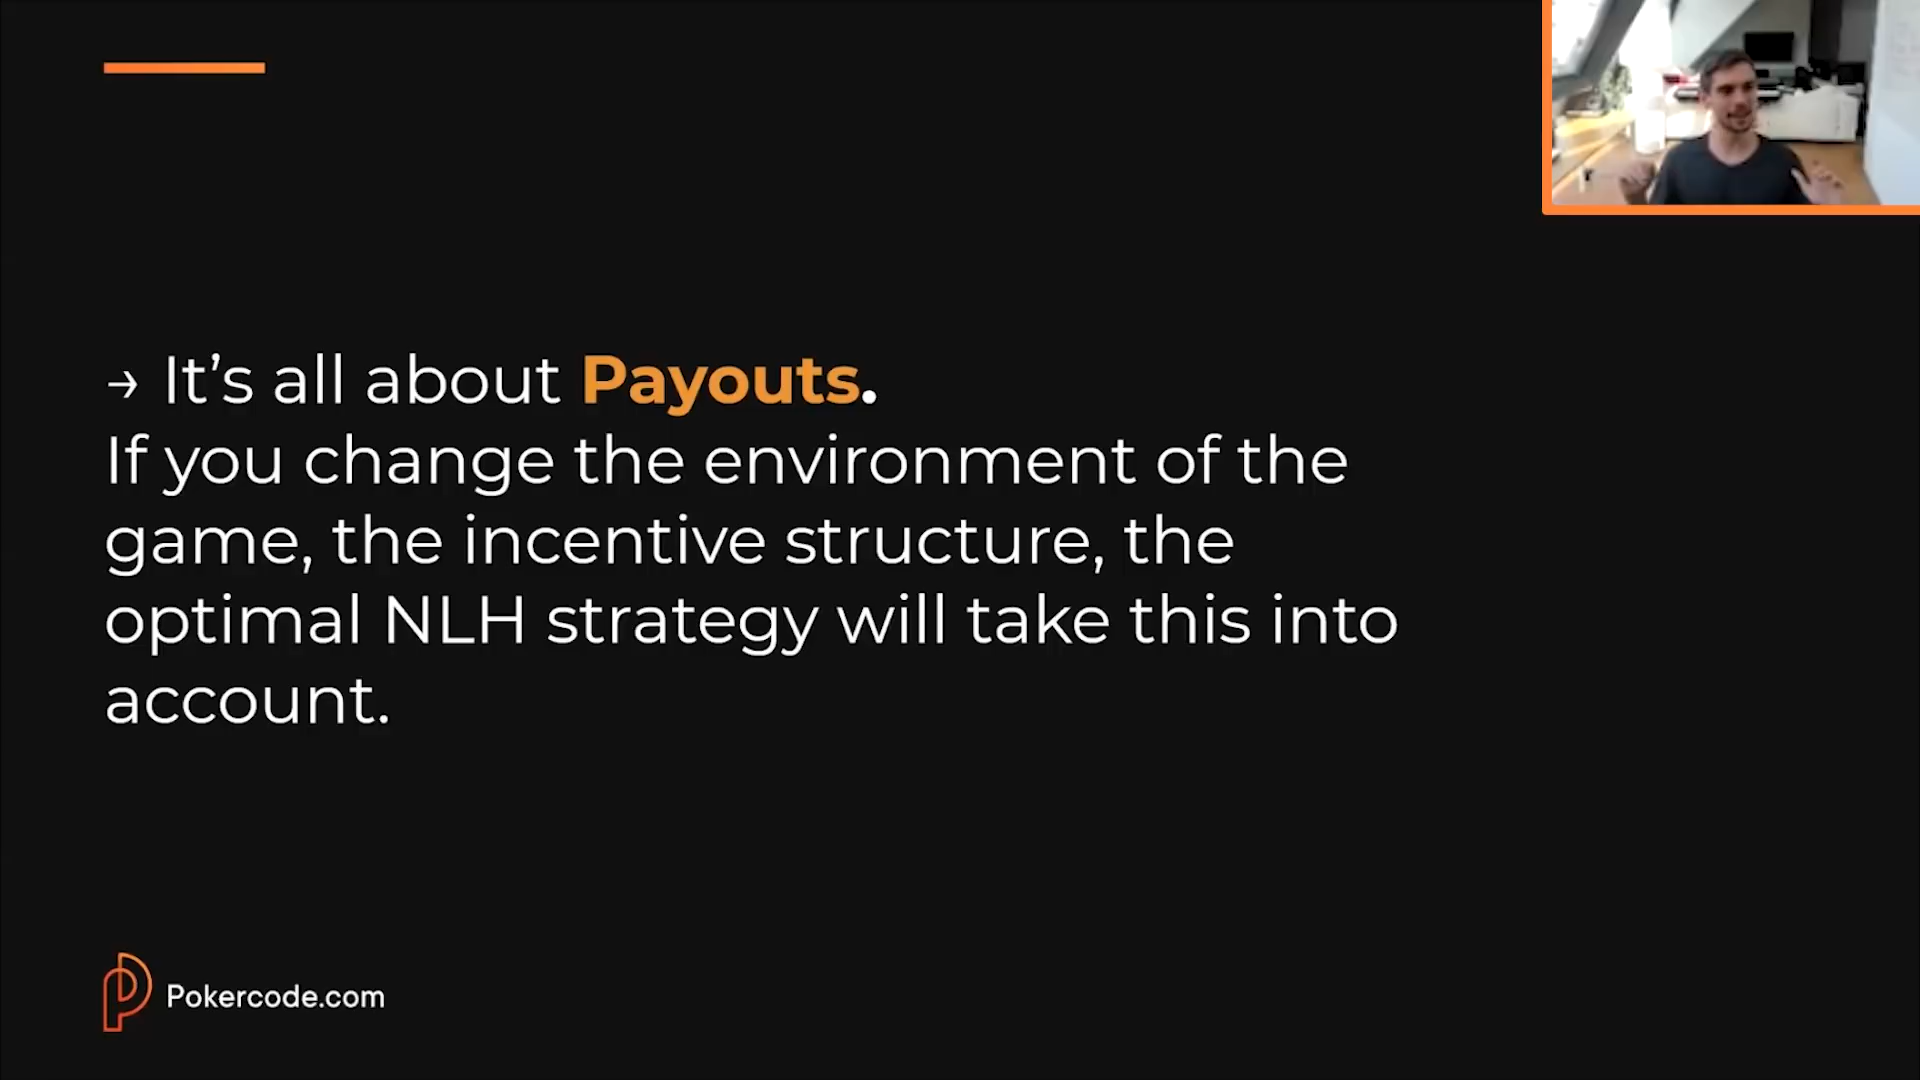 → It’s all about Payouts.
If you change the environment of the
game, the incentive structure, the
optimal NLH strategy will take this into
account.
Pokercode.com